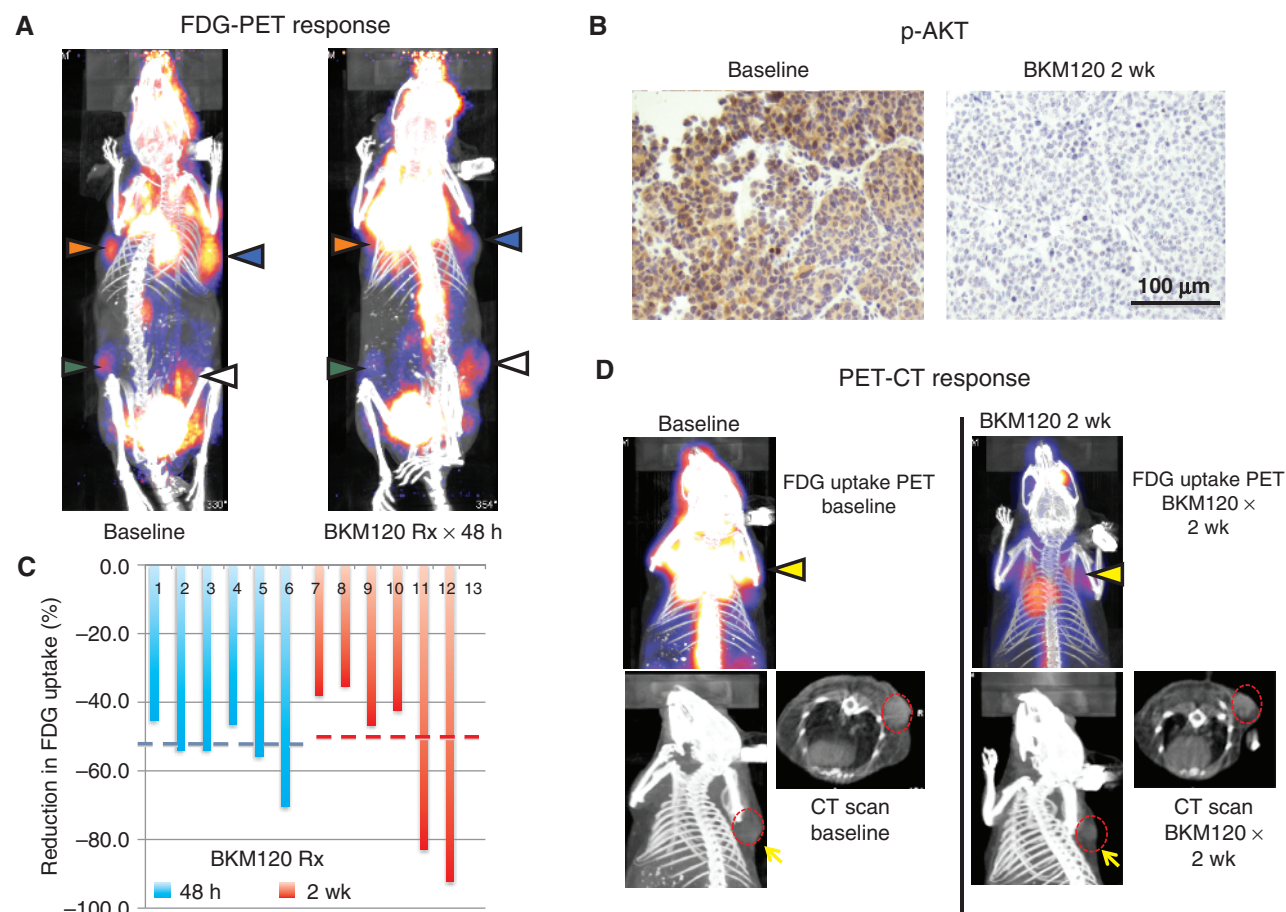 A
FDG-PET response
M
M
330°
354°
Baseline
BKM120 Rx × 48 h
B
p-AKT
Baseline
BKM120 2 wk
100 µm
C
Reduction in FDG uptake (%)
0.0
–20.0
–40.0
–60.0
–80.0
–100.0
1 2 3 4 5 6 7 8 9 10 11 12 13
BKM120 Rx
48 h
2 wk
D
PET-CT response
Baseline
FDG uptake PET
baseline
CT scan
baseline
R
BKM120 2 wk
FDG uptake PET
BKM120 ×
2 wk
CT scan
BKM120 ×
2 wk